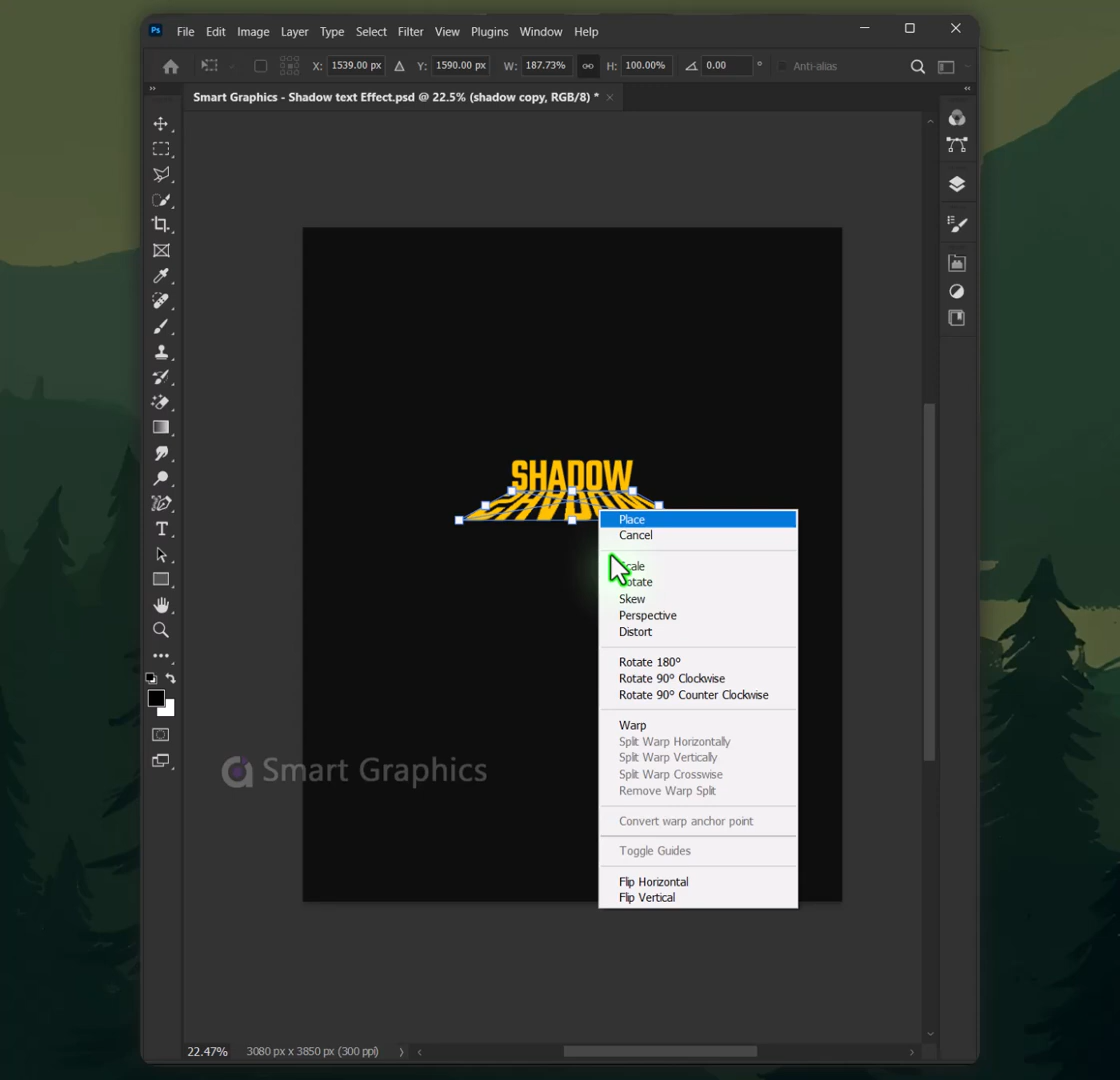 Ps File Edit Image Layer Type Select Filter View Plugins Window Help
X: 1539.00 px Y: 1590.00 px W: 187.73% H: 100.00% 0.00 ° Anti-alias
Smart Graphics - Shadow text Effect.psd @ 22.5% (shadow copy, RGB/8) *
SHADOW
SHADOW
Place
Cancel
Skew
Perspective
Distort
Rotate 180°
Rotate 90° Clockwise
Rotate 90° Counter Clockwise
Warp
Split Warp Horizontally
Split Warp Vertically
Split Warp Crosswise
Remove Warp Split
Convert warp anchor point
Toggle Guides
Flip Horizontal
Flip Vertical
Smart Graphics
22.47% 3080 px x 3850 px (300 ppi)